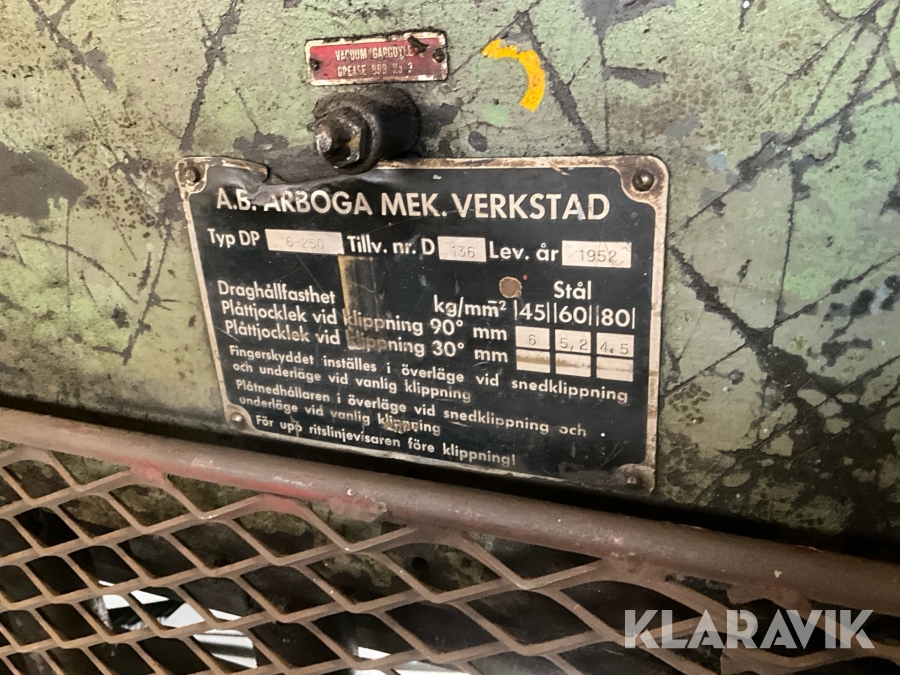 VACUUM GARGOYLE
GREASE BRB No 3
A.B. ARBOGA MEK. VERKSTAD
Typ DP 6-250 Tillv. nr. D 136 Lev. år 1952
Stål
Draghållfasthet kg/mm² 45 60 80
Plåttjocklek vid klippning 90° mm 6 5,2 4.5
Plåttjocklek vid klippning 30° mm
Fingerskyddet inställes i överläge vid snedklippning
och underläge vid vanlig klippning
Plåtnedhållaren i överläge vid snedklippning och
underläge vid vanlig klippning
För upp ritslinjevisaren före klippning!
KLARAVIK